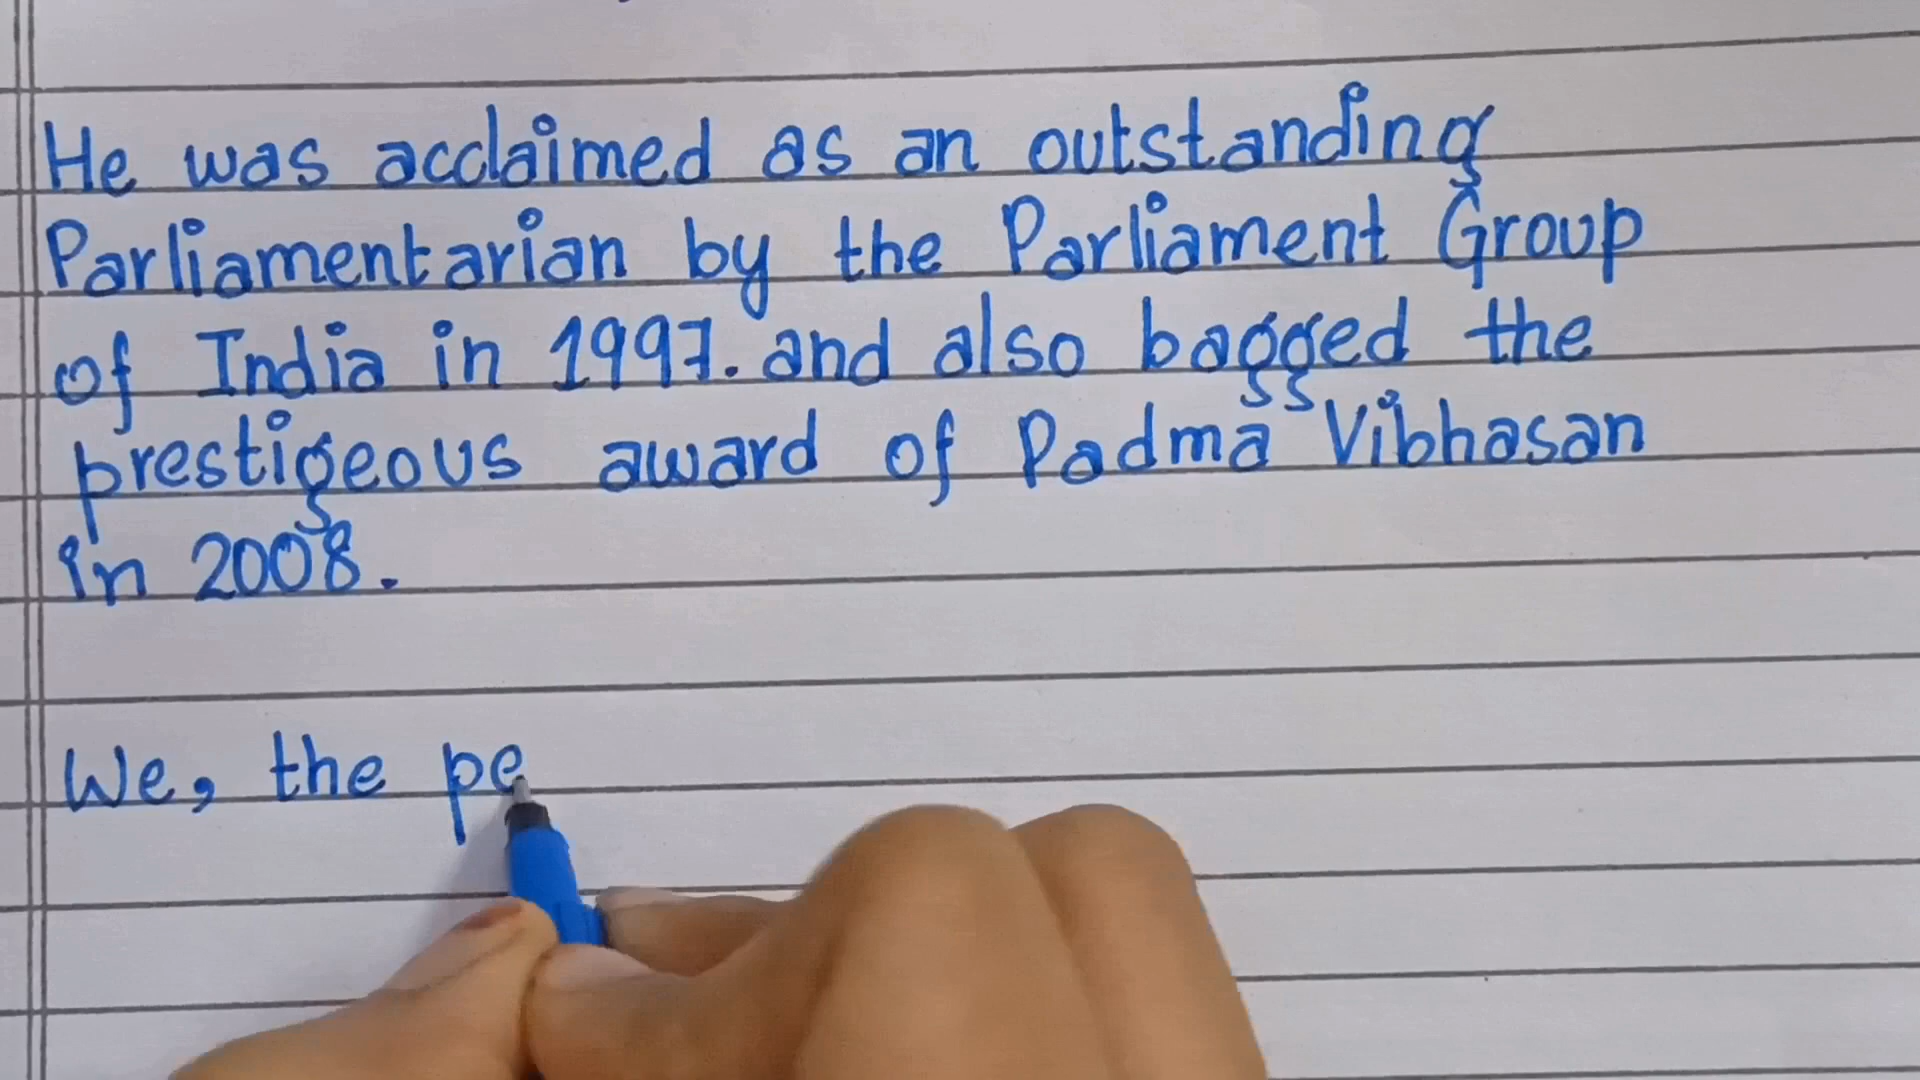 He was acclaimed as an outstanding
Parliamentarian by the Parliament Group
of India in 1997. and also bagged the
prestigeous award of Padma Vibhasan
in 2008.
We, the pe